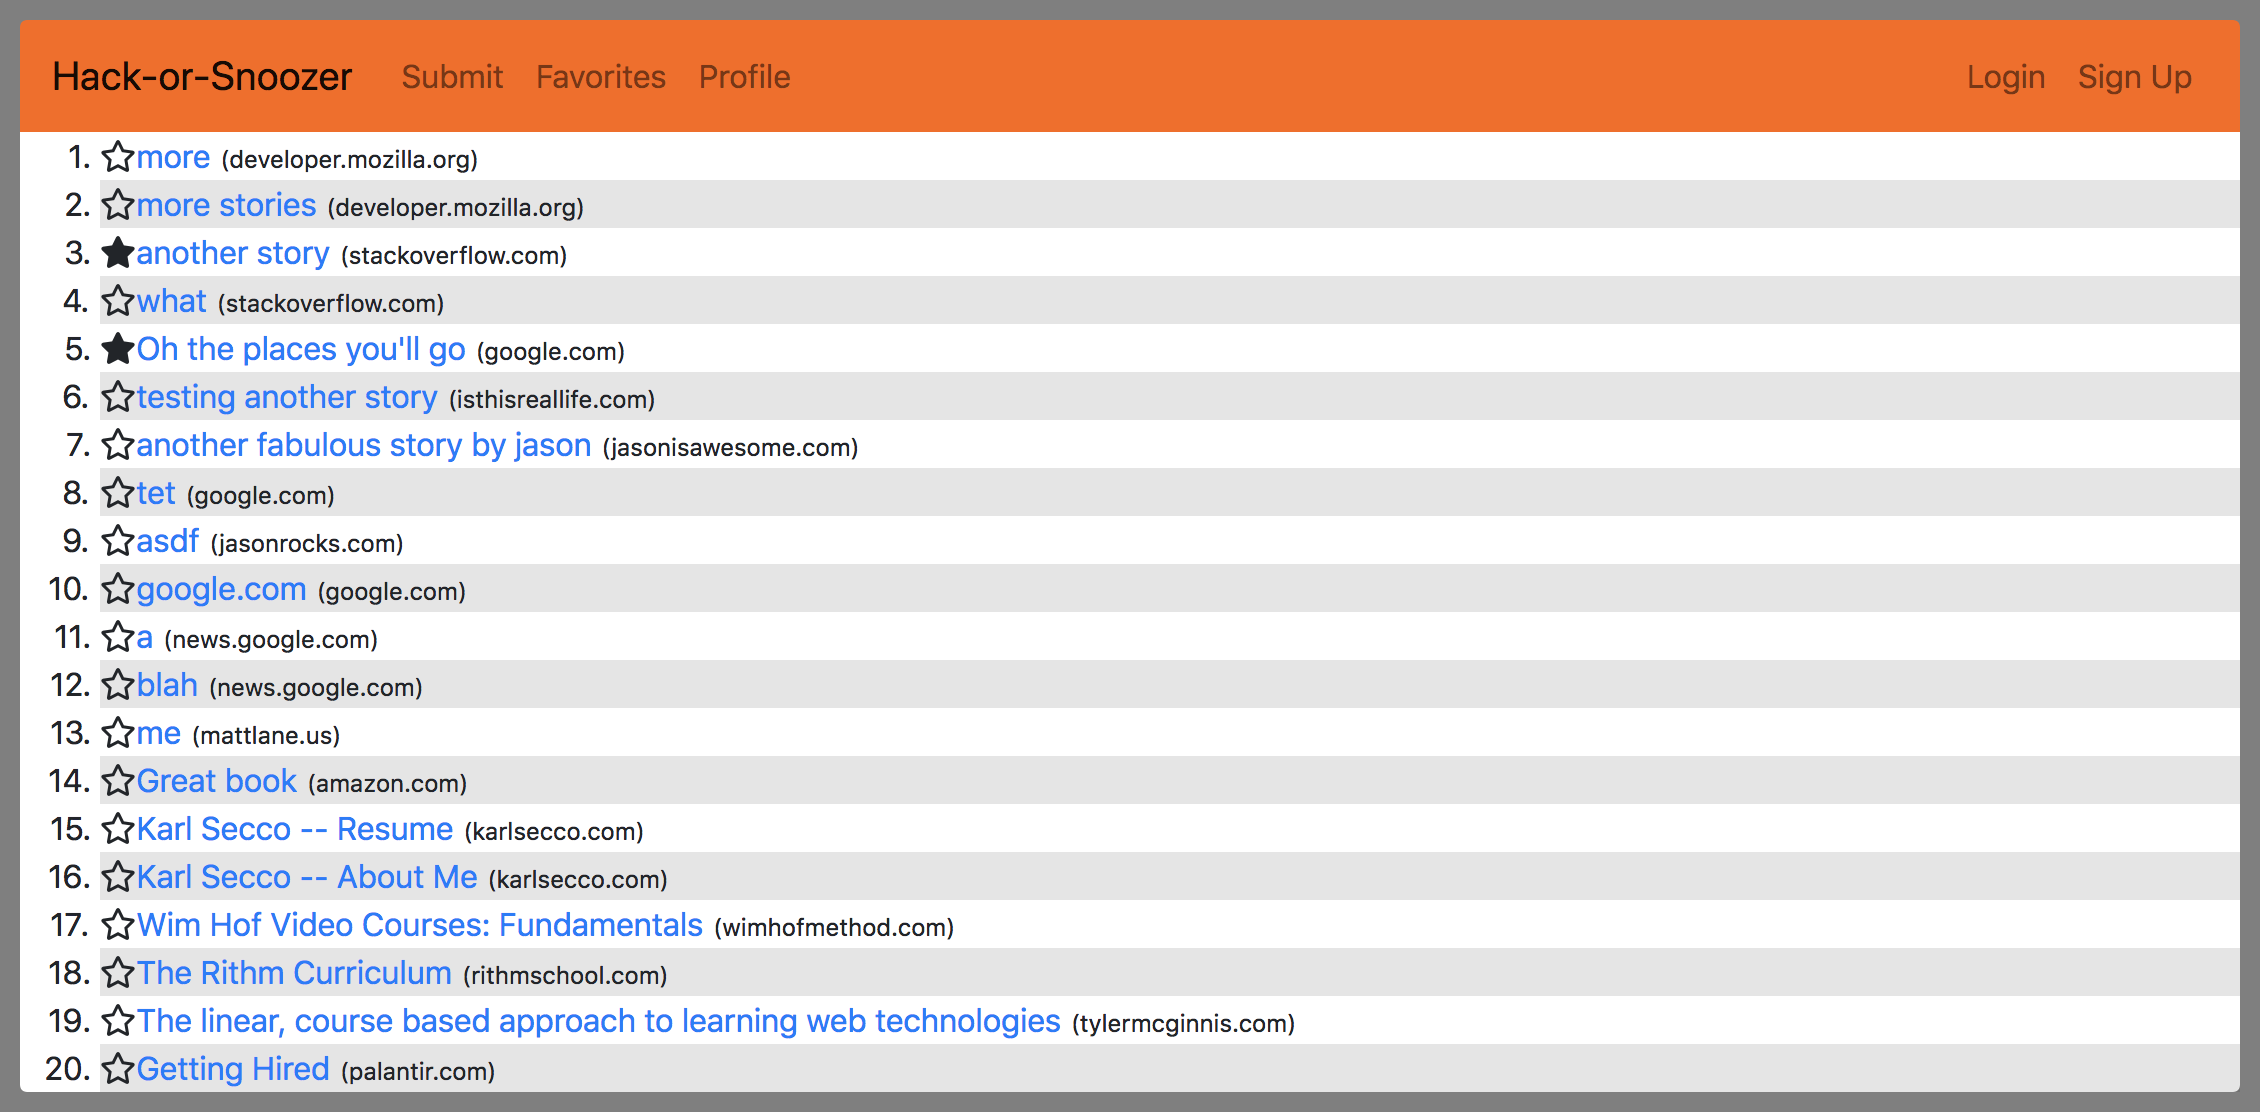 Hack-or-Snoozer Submit Favorites Profile Login Sign Up
1. more (developer.mozilla.org)
2. more stories (developer.mozilla.org)
3. another story (stackoverflow.com)
4. what (stackoverflow.com)
5. Oh the places you'll go (google.com)
6. testing another story (isthisreallife.com)
7. another fabulous story by jason (jasonisawesome.com)
8. tet (google.com)
9. asdf (jasonrocks.com)
10. google.com (google.com)
11. a (news.google.com)
12. blah (news.google.com)
13. me (mattlane.us)
14. Great book (amazon.com)
15. Karl Secco -- Resume (karlsecco.com)
16. Karl Secco -- About Me (karlsecco.com)
17. Wim Hof Video Courses: Fundamentals (wimhofmethod.com)
18. The Rithm Curriculum (rithmschool.com)
19. The linear, course based approach to learning web technologies (tylermcginnis.com)
20. Getting Hired (palantir.com)